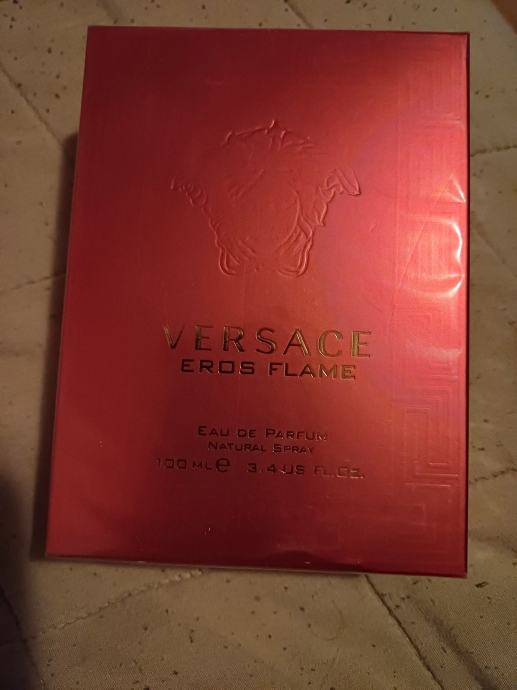 VERSACE
EROS FLAME
EAU DE PARFUM
NATURAL SPRAY
100 ML ℮ 3.4 US FL.OZ.